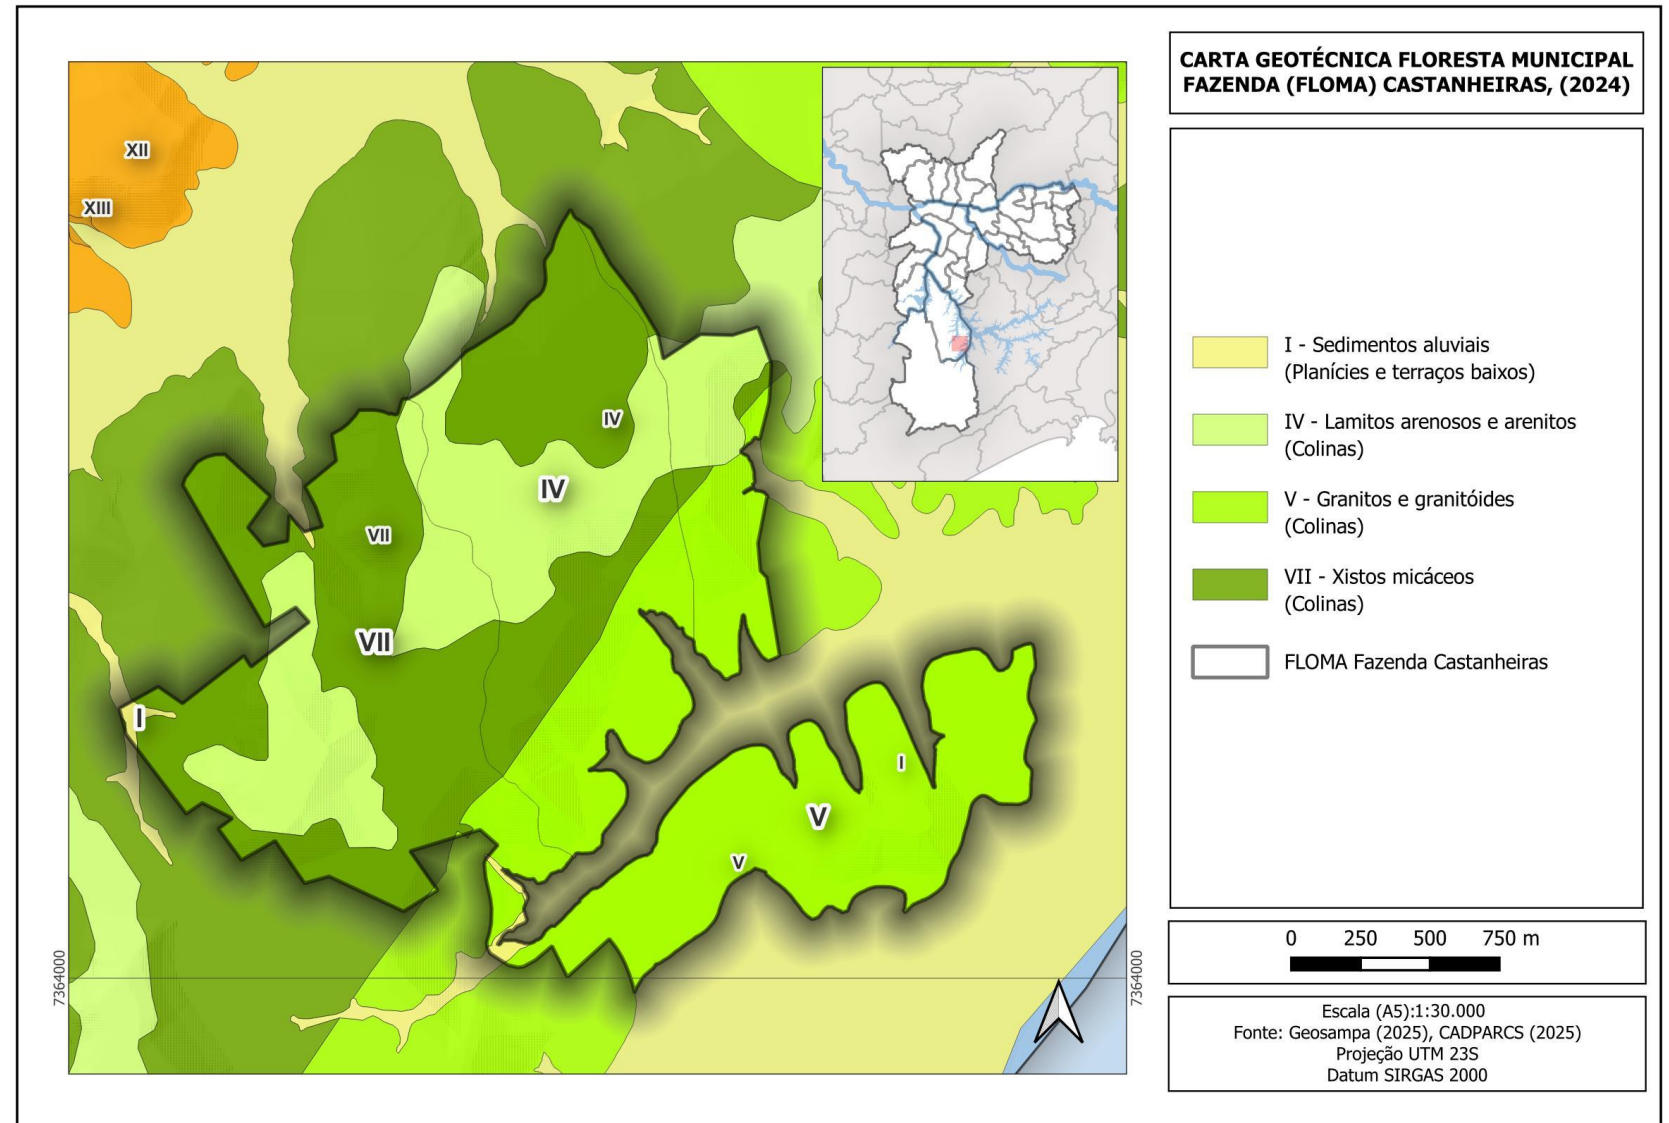 CARTA GEOTÉCNICA FLORESTA MUNICIPAL
FAZENDA (FLOMA) CASTANHEIRAS, (2024)
XII
XIII
IV
IV
VII
VII
I
I
V
V
7364000
7364000
I - Sedimentos aluviais
(Planícies e terraços baixos)
IV - Lamitos arenosos e arenitos
(Colinas)
V - Granitos e granitóides
(Colinas)
VII - Xistos micáceos
(Colinas)
FLOMA Fazenda Castanheiras
0 250 500 750 m
Escala (A5):1:30.000
Fonte: Geosampa (2025), CADPARCS (2025)
Projeção UTM 23S
Datum SIRGAS 2000